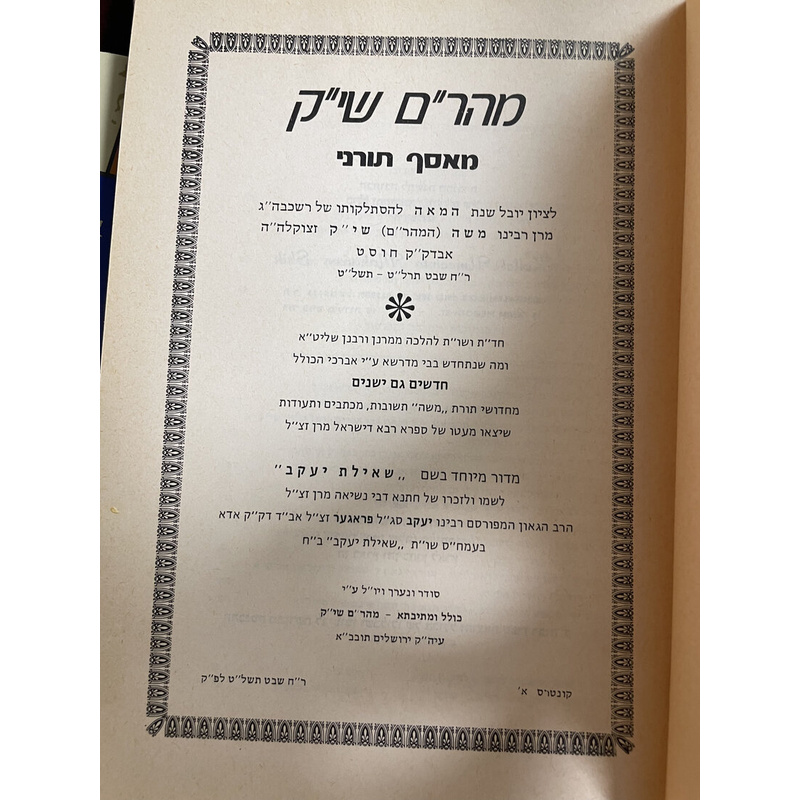 מהר"ם שי"ק
מאסף תורני
לציון יובל שנת המאה להסתלקותו של רשכבה"ג
מרן רבינו משה (המהר"ם) שי"ק זצוקלה"ה
אבדק"ק חוסט
ר"ח שבט תרל"ט - תשל"ט
חד"ת ושו"ת להלכה ממרנן ורבנן שליט"א
ומה שנתחדש בבי מדרשא ע"י אברכי הכולל
חדשים גם ישנים
מחדושי תורת ,,משה" תשובות, מכתבים ותעודות
שיצאו מעטו של ספרא רבא דישראל מרן זצ"ל
מדור מיוחד בשם ,,שאילת יעקב"
לשמו ולזכרו של חתנא דבי נשיאה מרן זצ"ל
הרב הגאון המפורסם רבינו יעקב סג"ל פראגער זצ"ל אב"ד דק"ק אדא
בעמח"ס שו"ת ,,שאילת יעקב" ב"ח
סודר ונערך ויו"ל ע"י
כולל ומתיבתא - מהר"ם שי"ק
עיה"ק ירושלים תובב"א
קונטרס א' ר"ח שבט תשל"ט לפ"ק